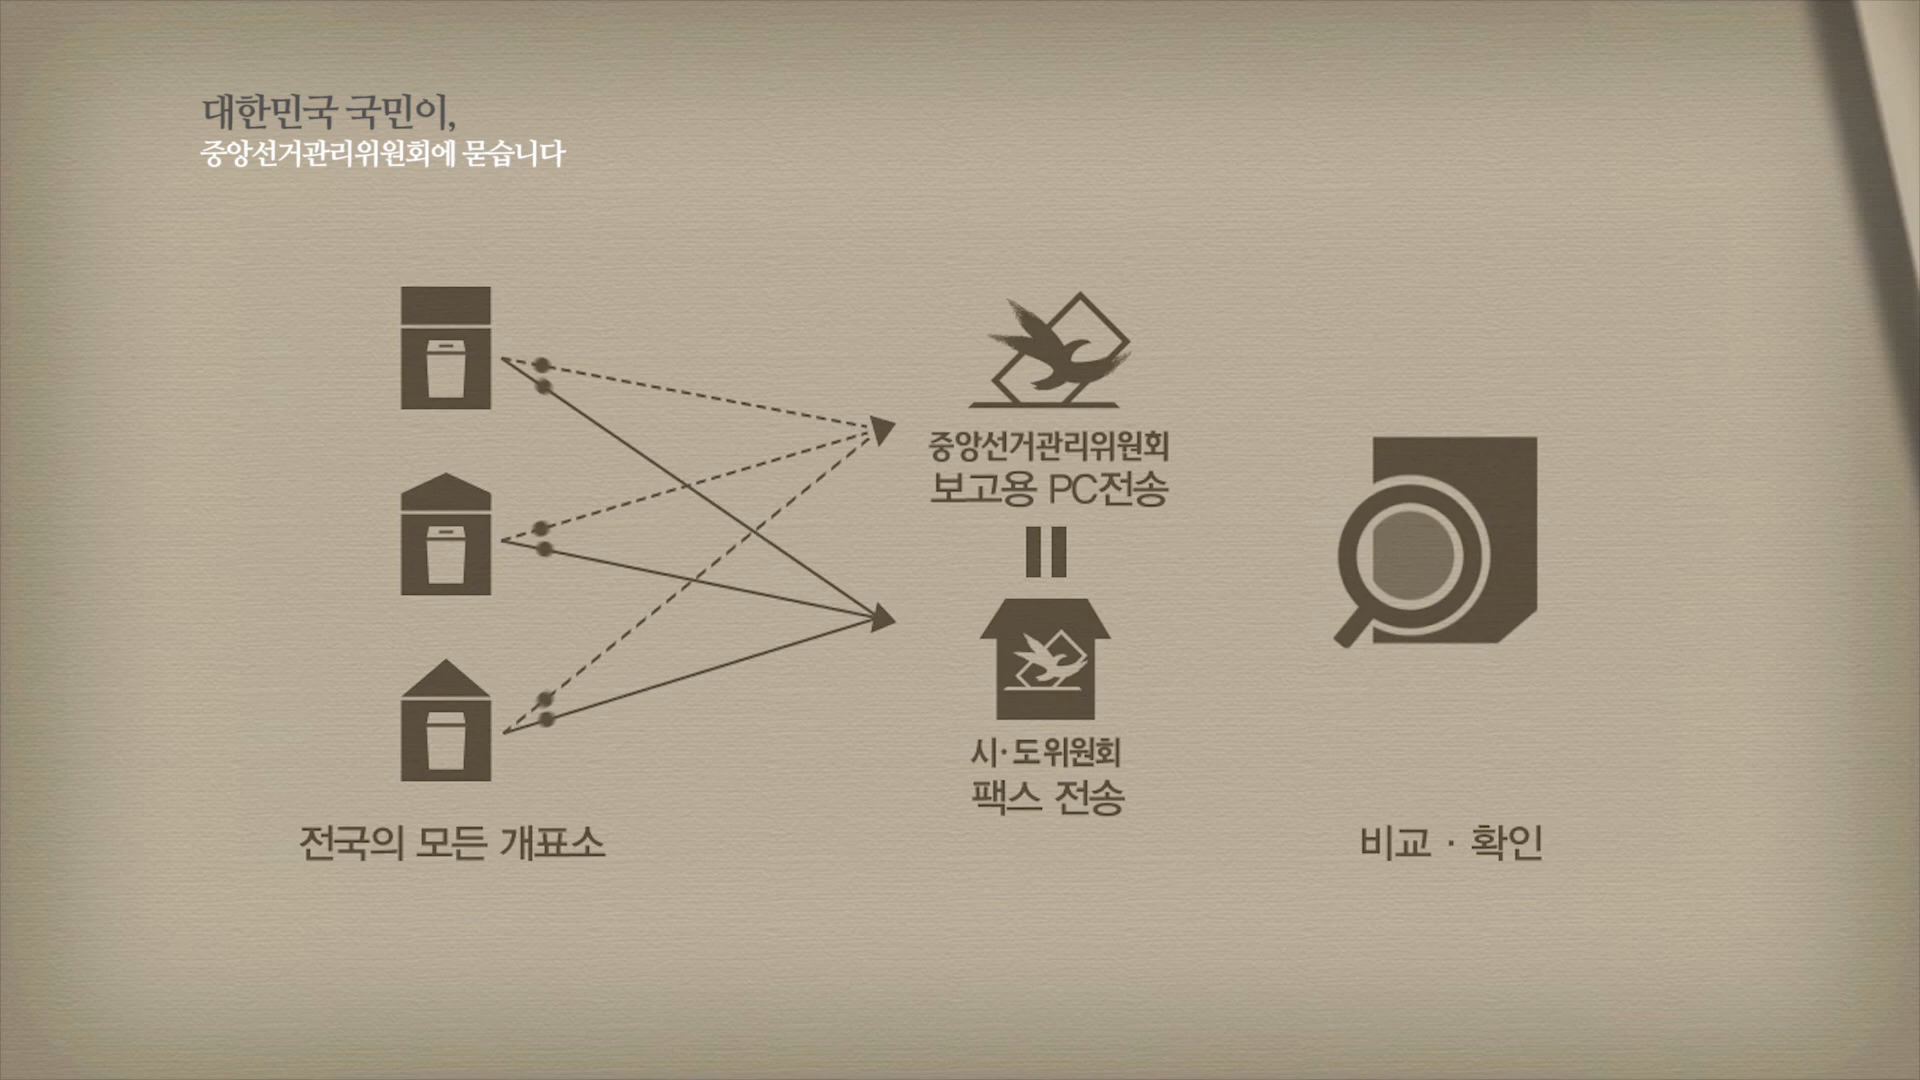 대한민국 국민이,
중앙선거관리위원회에 묻습니다
중앙선거관리위원회
보고용 PC전송
시·도위원회
팩스 전송
전국의 모든 개표소
비교·확인